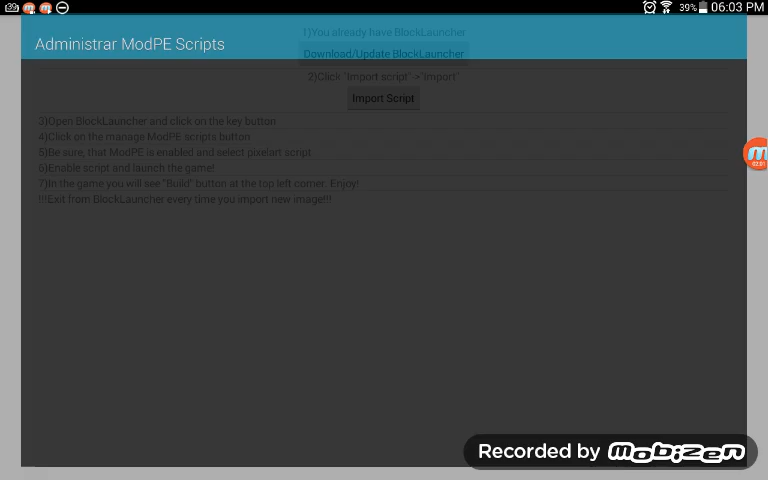 39% 06:03 PM
1)You already have BlockLauncher
Administrar ModPE Scripts
Download/Update BlockLauncher
2)Click "Import script"->"Import"
Import Script
3)Open BlockLauncher and click on the key button
4)Click on the manage ModPE scripts button
5)Be sure, that ModPE is enabled and select pixelart script
6)Enable script and launch the game!
7)In the game you will see "Build" button at the top left corner. Enjoy!
!!!Exit from BlockLauncher every time you import new image!!!
Recorded by mobizen